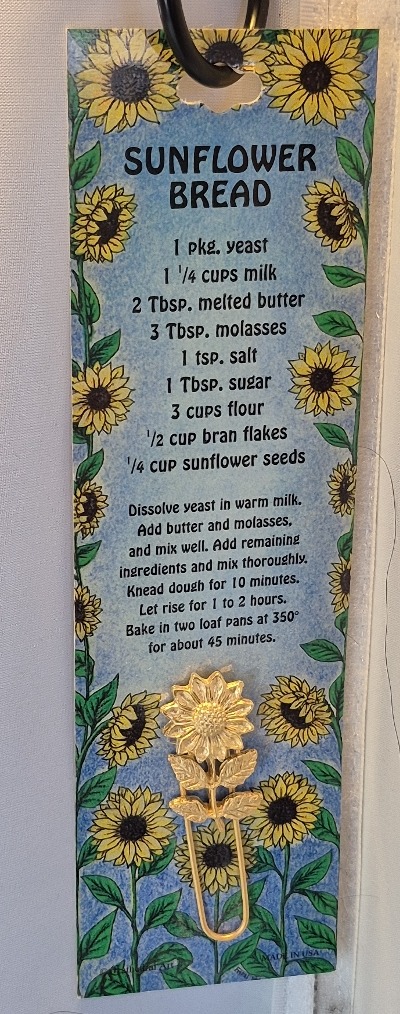 SUNFLOWER
BREAD
1 pkg. yeast
1 1/4 cups milk
2 Tbsp. melted butter
3 Tbsp. molasses
1 tsp. salt
1 Tbsp. sugar
3 cups flour
1/2 cup bran flakes
1/4 cup sunflower seeds
Dissolve yeast in warm milk.
Add butter and molasses,
and mix well. Add remaining
ingredients and mix thoroughly.
Knead dough for 10 minutes.
Let rise for 1 to 2 hours.
Bake in two loaf pans at 350°
for about 45 minutes.
MADE IN USA